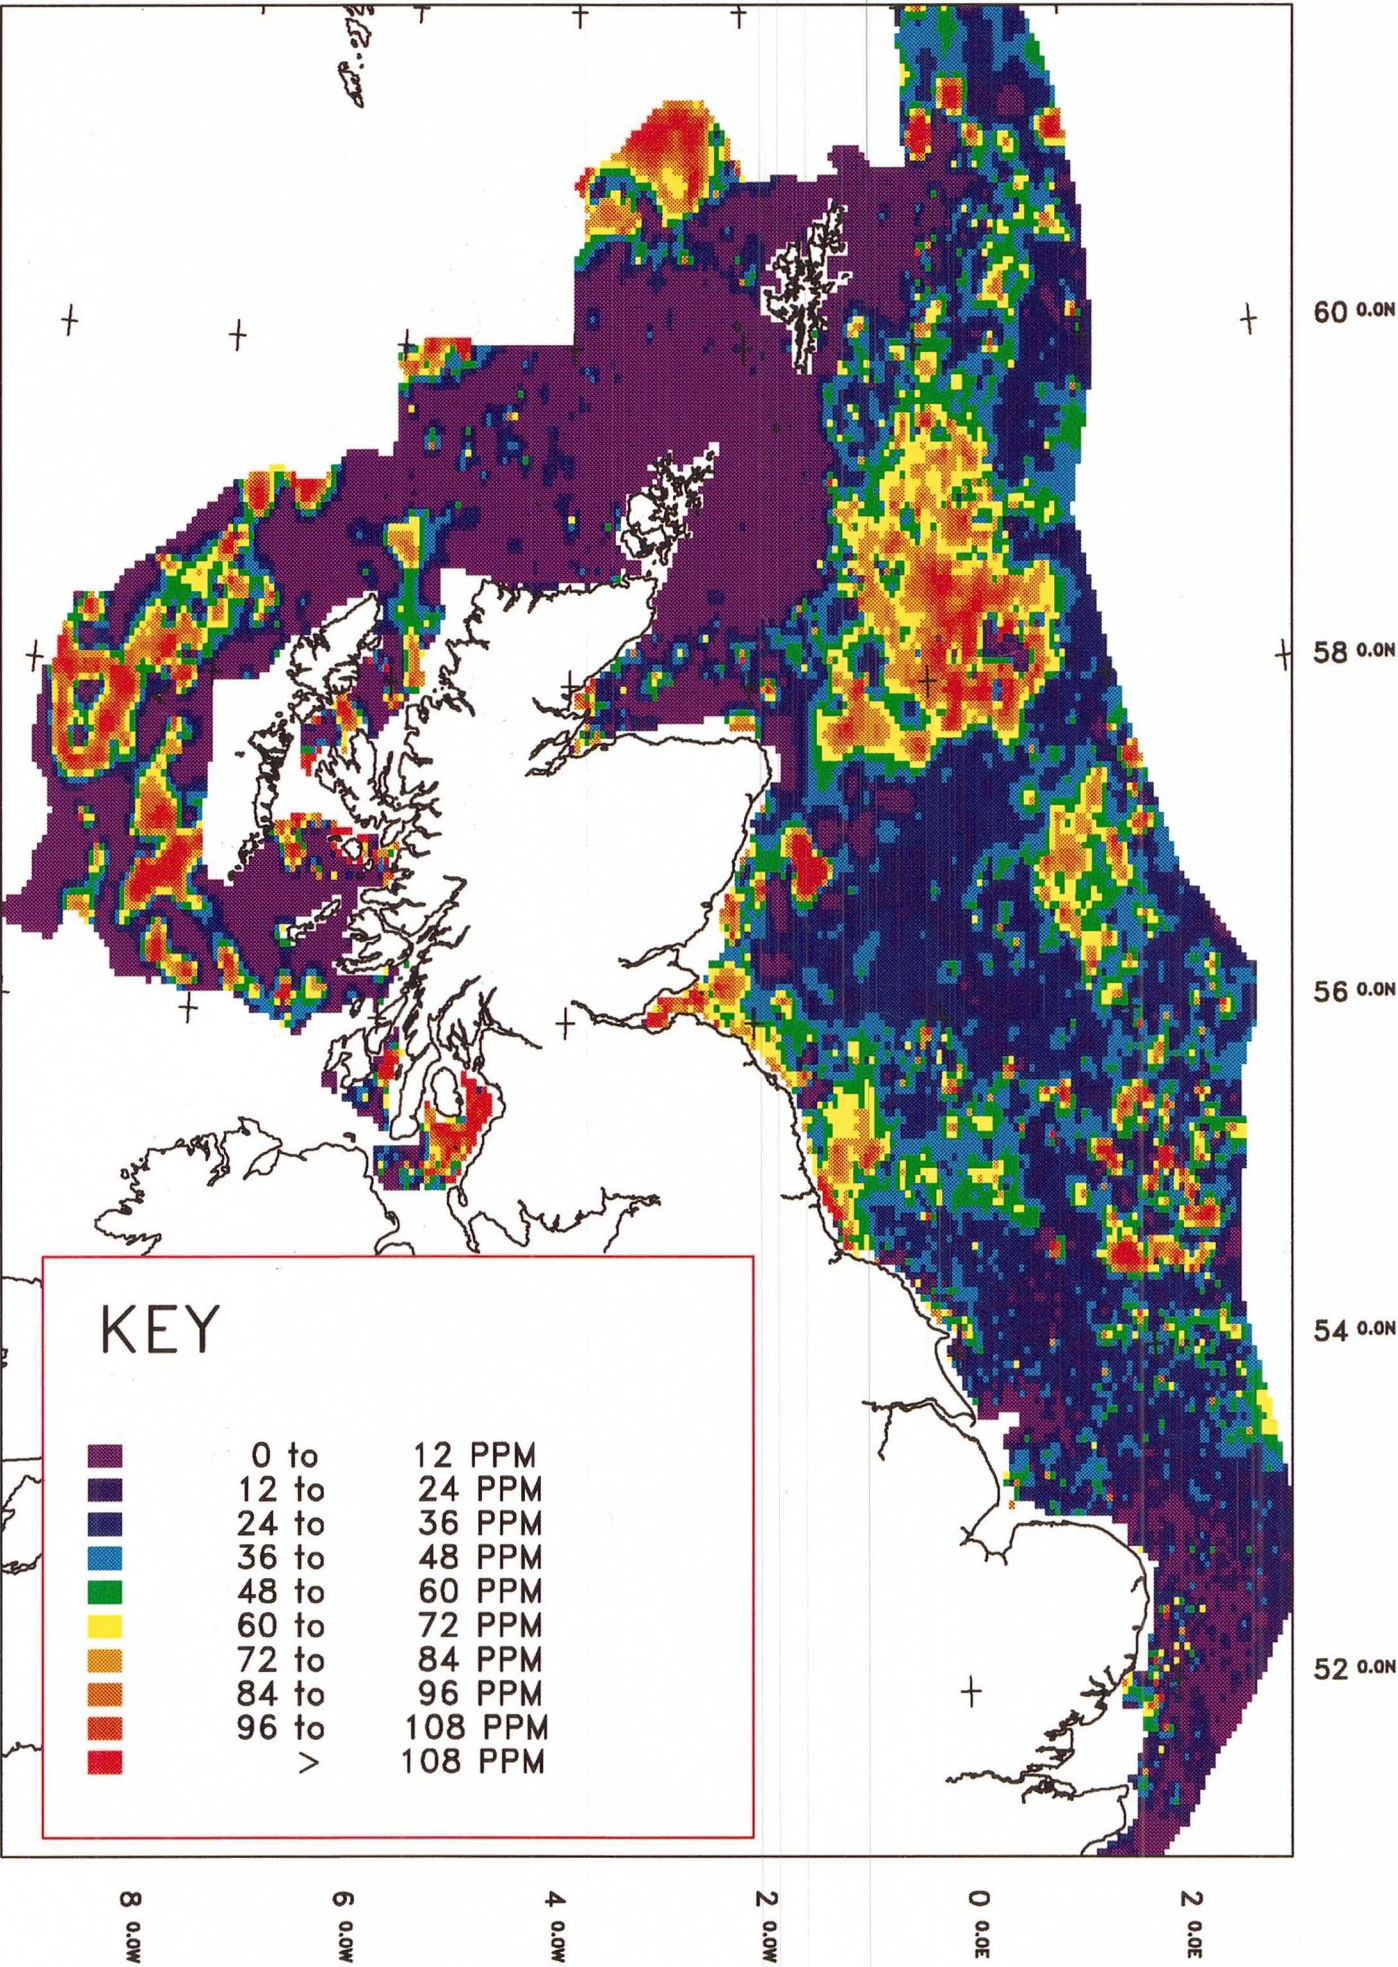 60 0.0N
58 0.0N
56 0.0N
54 0.0N
52 0.0N
KEY
0 to 12 PPM
12 to 24 PPM
24 to 36 PPM
36 to 48 PPM
48 to 60 PPM
60 to 72 PPM
72 to 84 PPM
84 to 96 PPM
96 to 108 PPM
> 108 PPM
8 0.0W
6 0.0W
4 0.0W
2 0.0W
0 0.0E
2 0.0E